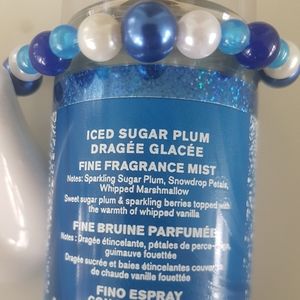 ICED SUGAR PLUM
DRAGÉE GLACÉE
FINE FRAGRANCE MIST
Notes: Sparkling Sugar Plum, Snowdrop Petals,
Whipped Marshmallow
Sweet sugar plum & sparkling berries topped with
the warmth of whipped vanilla
FINE BRUINE PARFUMÉE
Notes : Dragée étincelante, pétales de
guimauve fouettée
Dragée sucrée et baies étincelantes
de chaude vanille fouettée
FINO ESPRAY